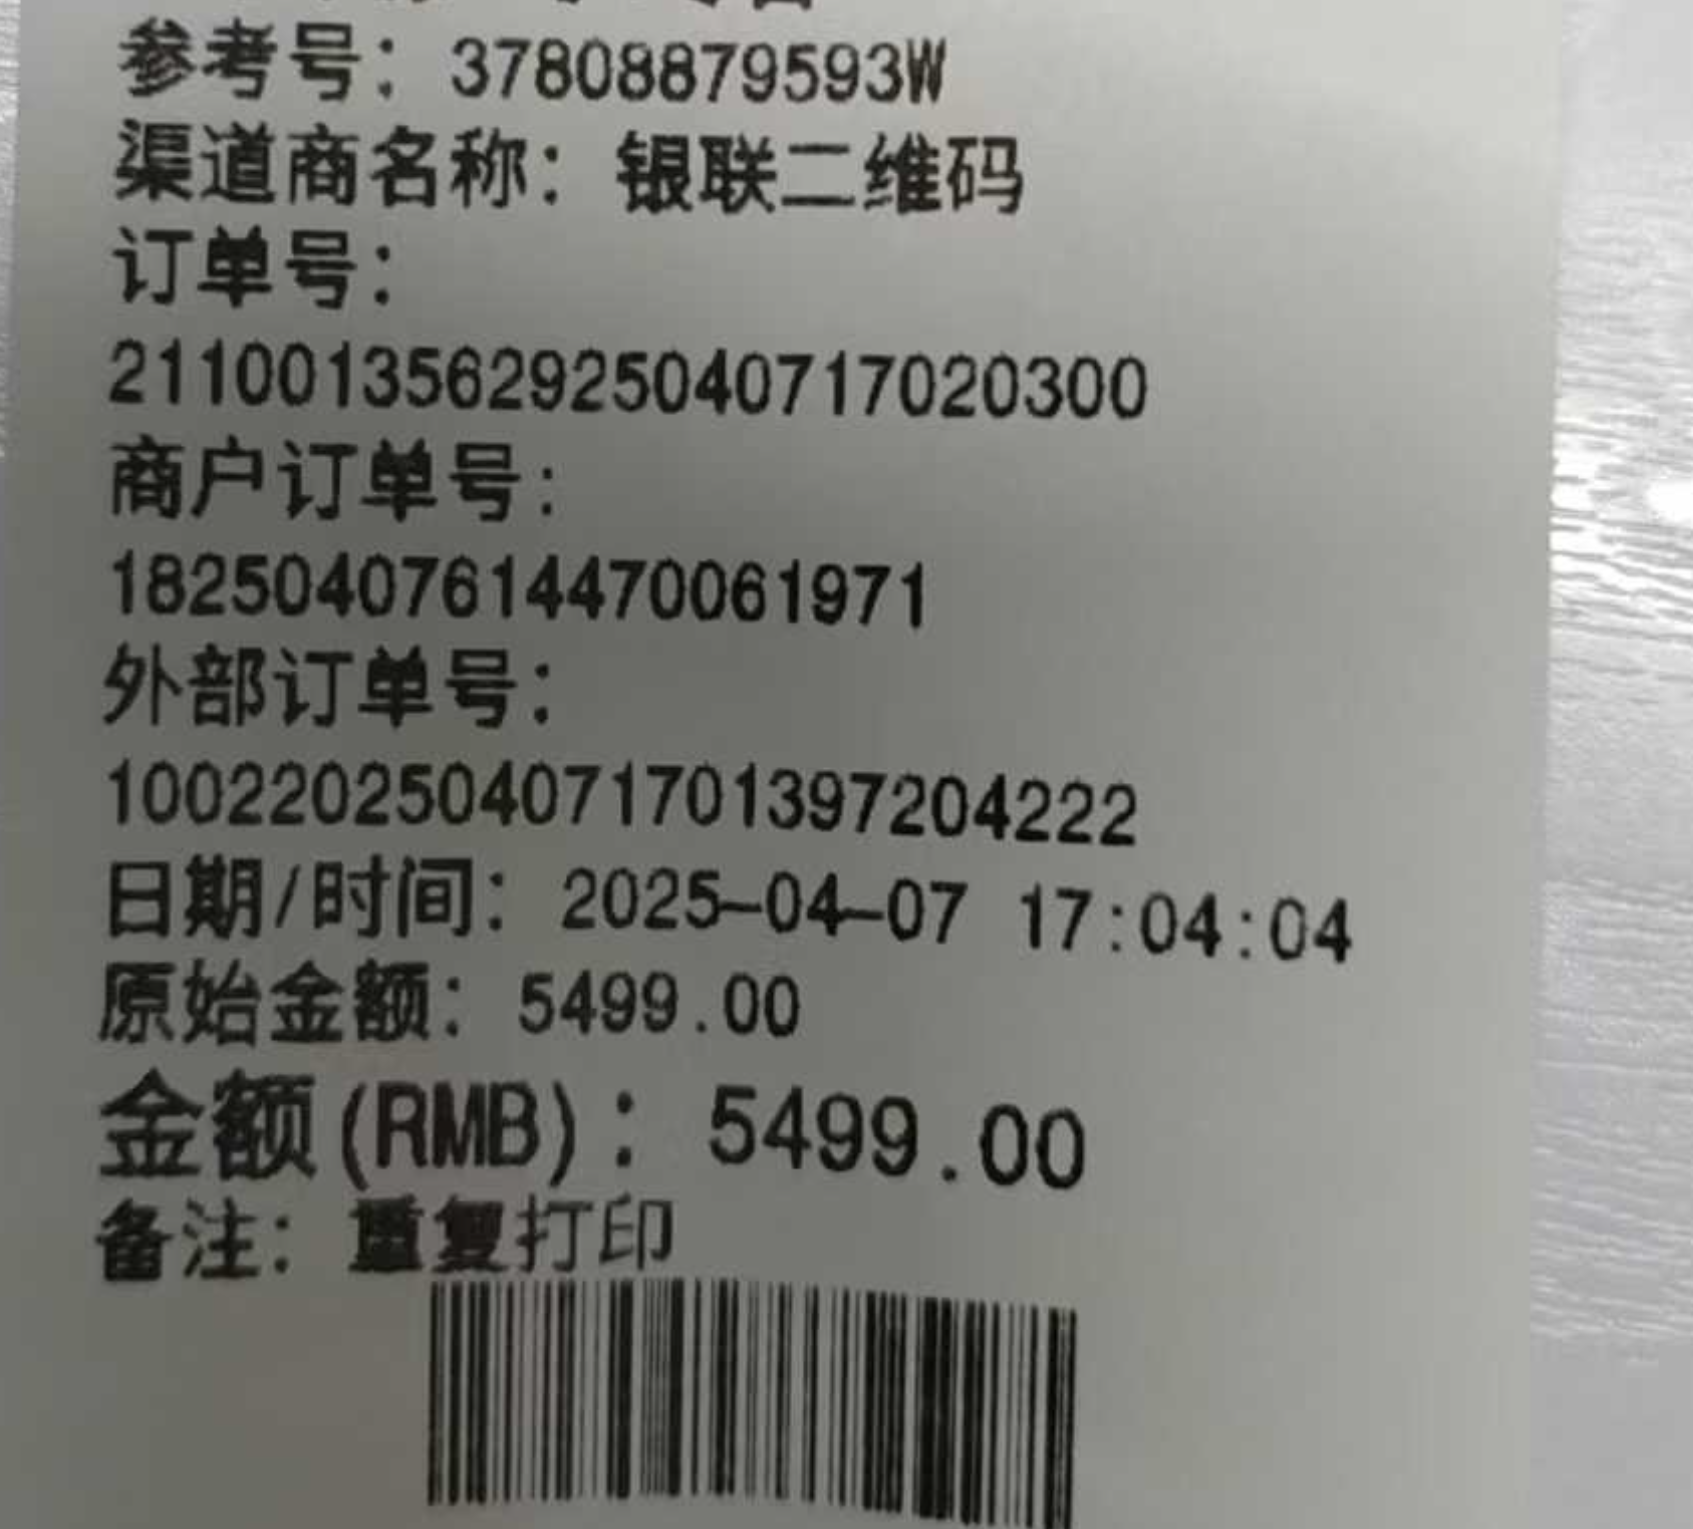 参考号: 37808879593W
渠道商名称: 银联二维码
订单号:
2110013562925040717020300
商户订单号:
18250407614470061971
外部订单号:
1002202504071701397204222
日期/时间: 2025-04-07 17:04:04
原始金额: 5499.00
金额(RMB): 5499.00
备注: 重复打印